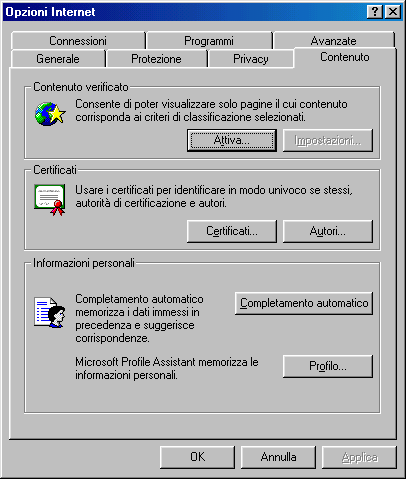 Opzioni Internet
Connessioni
Programmi
Avanzate
Generale
Protezione
Privacy
Contenuto
Contenuto verificato
Consente di poter visualizzare solo pagine il cui contenuto
corrisponda ai criteri di classificazione selezionati.
Attiva...
Impostazioni...
Certificati
Usare i certificati per identificare in modo univoco se stessi,
autorità di certificazione e autori.
Certificati...
Autori...
Informazioni personali
Completamento automatico
memorizza i dati immessi in
precedenza e suggerisce
corrispondenze.
Completamento automatico
Microsoft Profile Assistant memorizza le
informazioni personali.
Profilo...
OK
Annulla
Applica